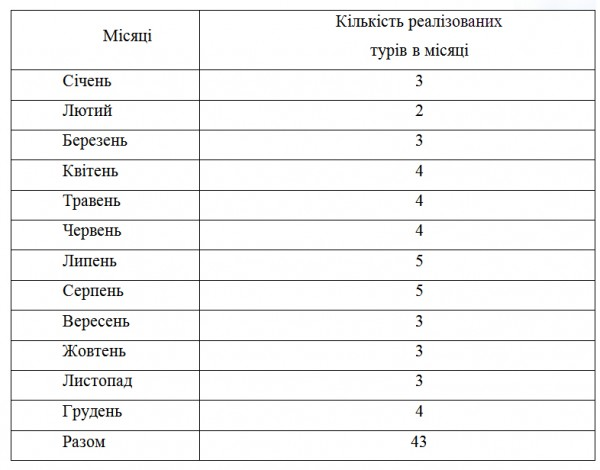 Місяці
Кількість реалізованих
турів в місяці
Січень 3
Лютий 2
Березень 3
Квітень 4
Травень 4
Червень 4
Липень 5
Серпень 5
Вересень 3
Жовтень 3
Листопад 3
Грудень 4
Разом 43